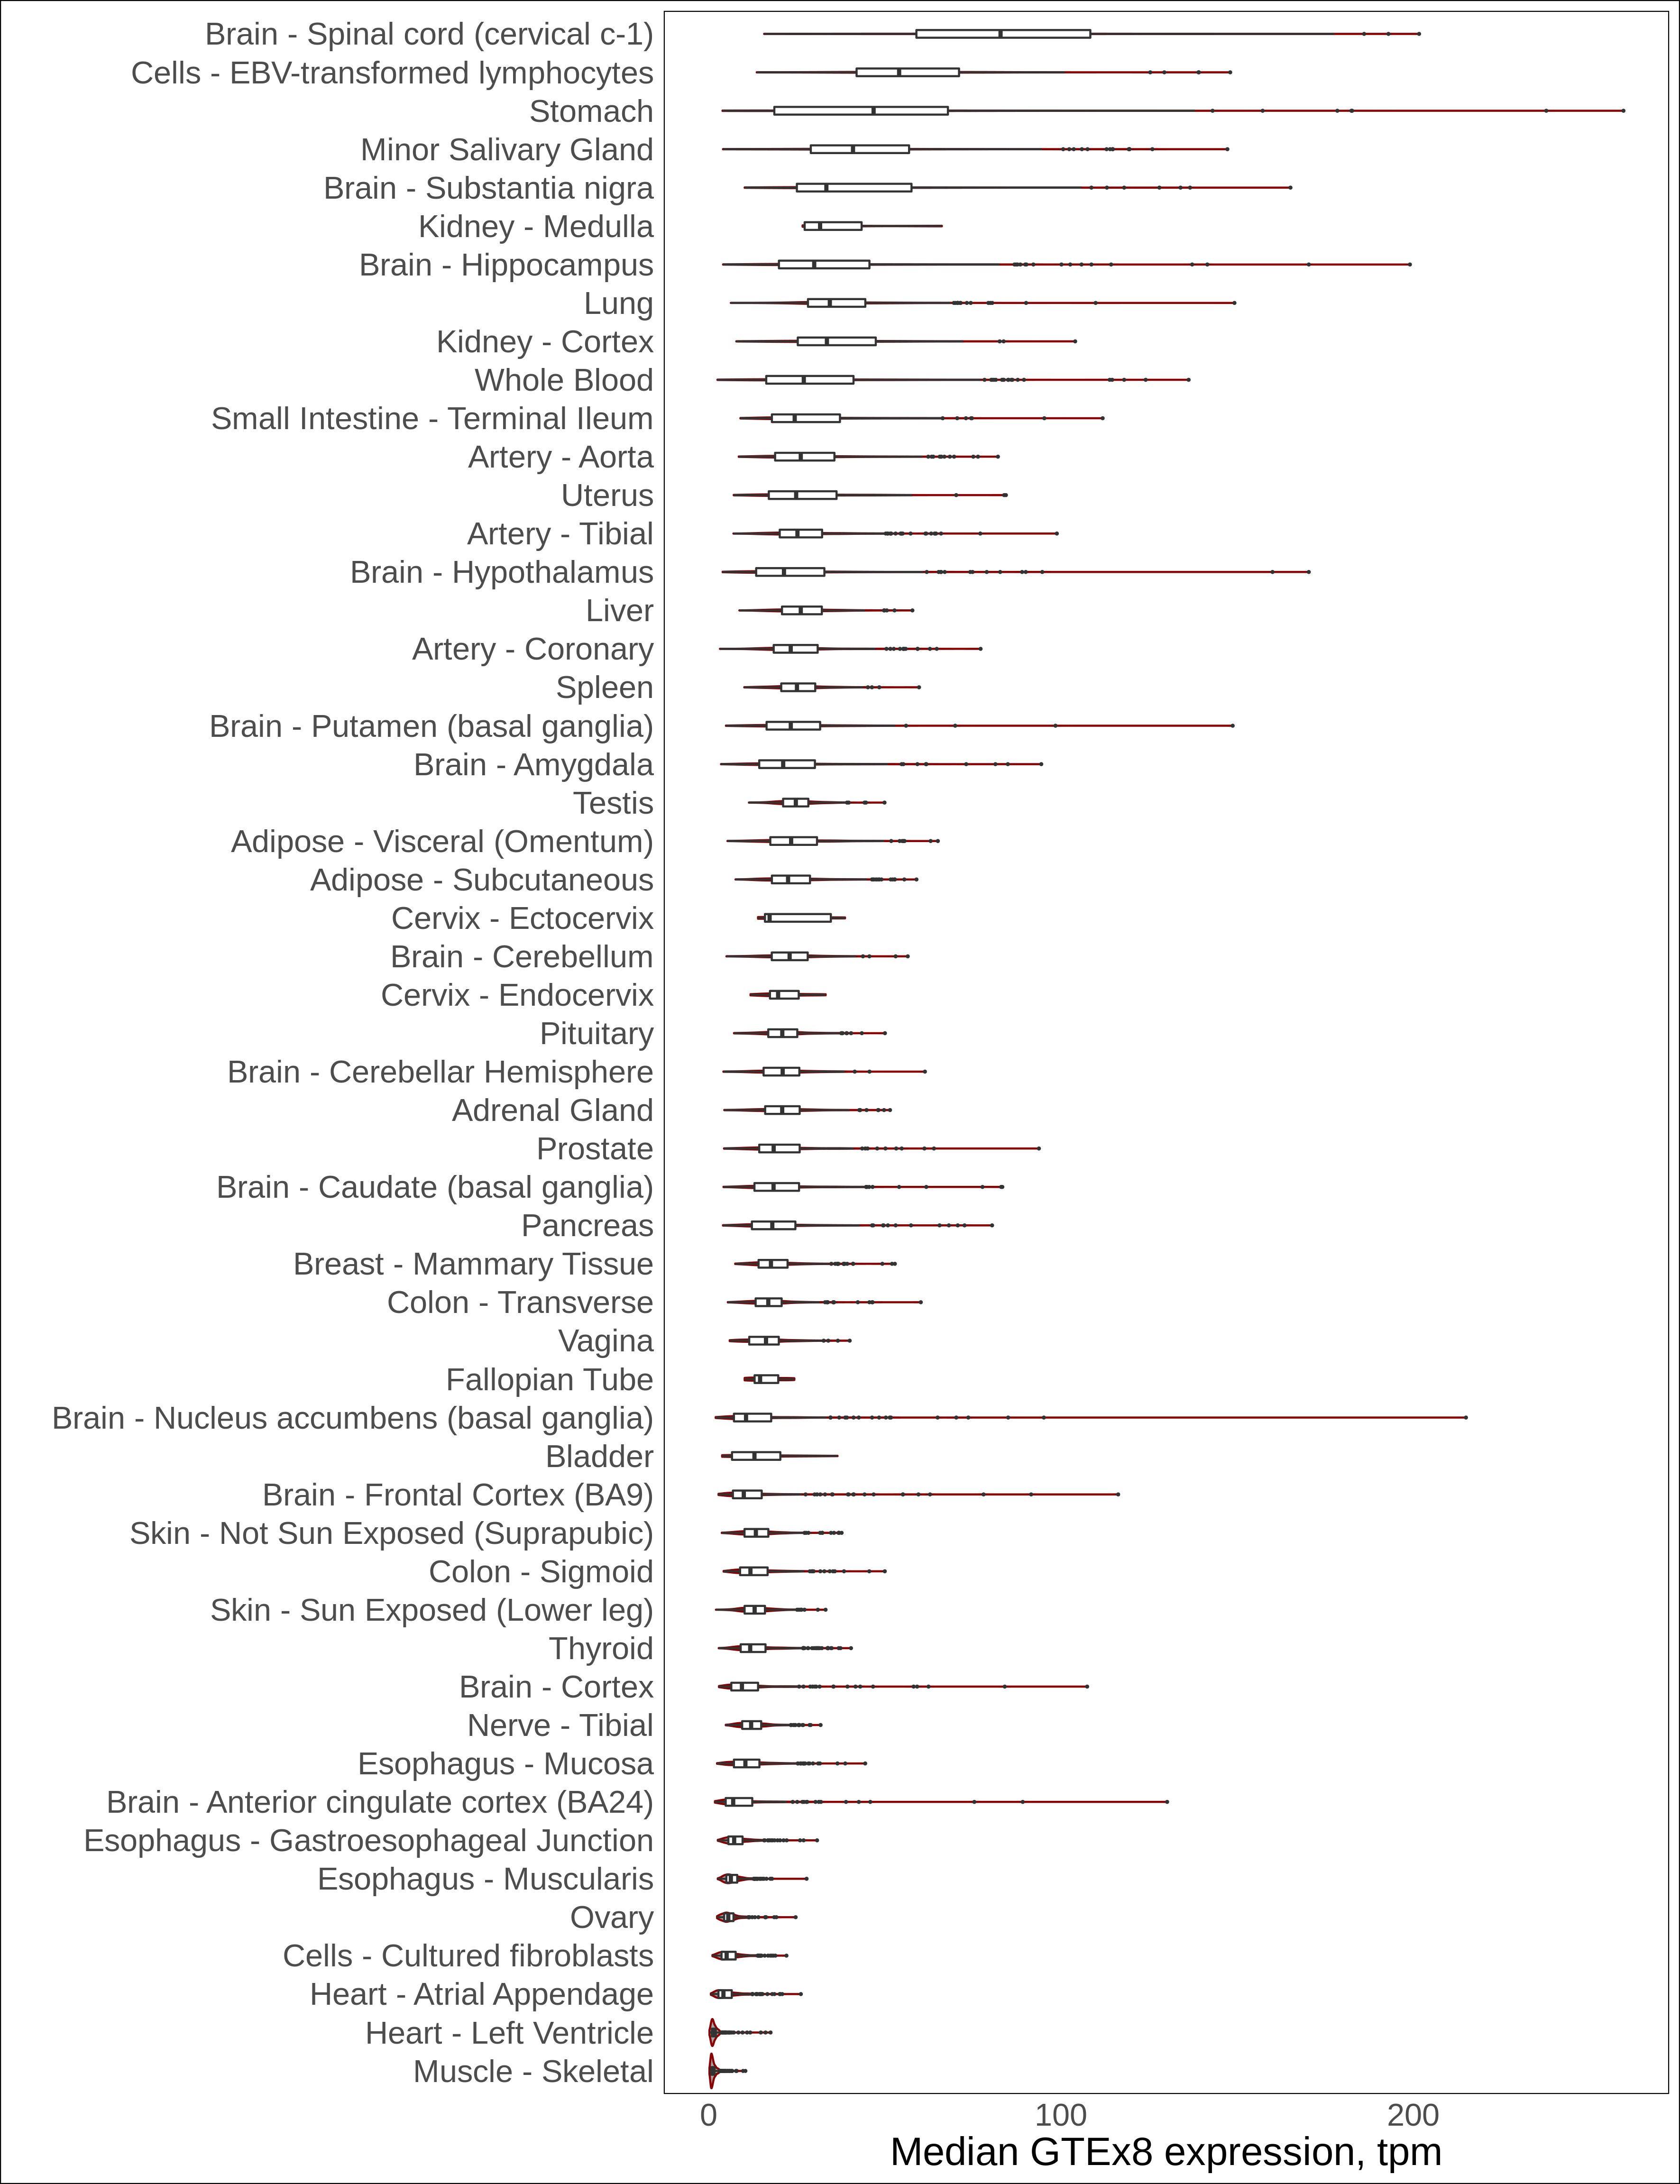 Brain - Spinal cord (cervical c-1)
Cells - EBV-transformed lymphocytes
Stomach
Minor Salivary Gland
Brain - Substantia nigra
Kidney - Medulla
Brain - Hippocampus
Lung
Kidney - Cortex
Whole Blood
Small Intestine - Terminal Ileum
Artery - Aorta
Uterus
Artery - Tibial
Brain - Hypothalamus
Liver
Artery - Coronary
Spleen
Brain - Putamen (basal ganglia)
Brain - Amygdala
Testis
Adipose - Visceral (Omentum)
Adipose - Subcutaneous
Cervix - Ectocervix
Brain - Cerebellum
Cervix - Endocervix
Pituitary
Brain - Cerebellar Hemisphere
Adrenal Gland
Prostate
Brain - Caudate (basal ganglia)
Pancreas
Breast - Mammary Tissue
Colon - Transverse
Vagina
Fallopian Tube
Brain - Nucleus accumbens (basal ganglia)
Bladder
Brain - Frontal Cortex (BA9)
Skin - Not Sun Exposed (Suprapubic)
Colon - Sigmoid
Skin - Sun Exposed (Lower leg)
Thyroid
Brain - Cortex
Nerve - Tibial
Esophagus - Mucosa
Brain - Anterior cingulate cortex (BA24)
Esophagus - Gastroesophageal Junction
Esophagus - Muscularis
Ovary
Cells - Cultured fibroblasts
Heart - Atrial Appendage
Heart - Left Ventricle
Muscle - Skeletal
0 100 200
Median GTEx8 expression, tpm